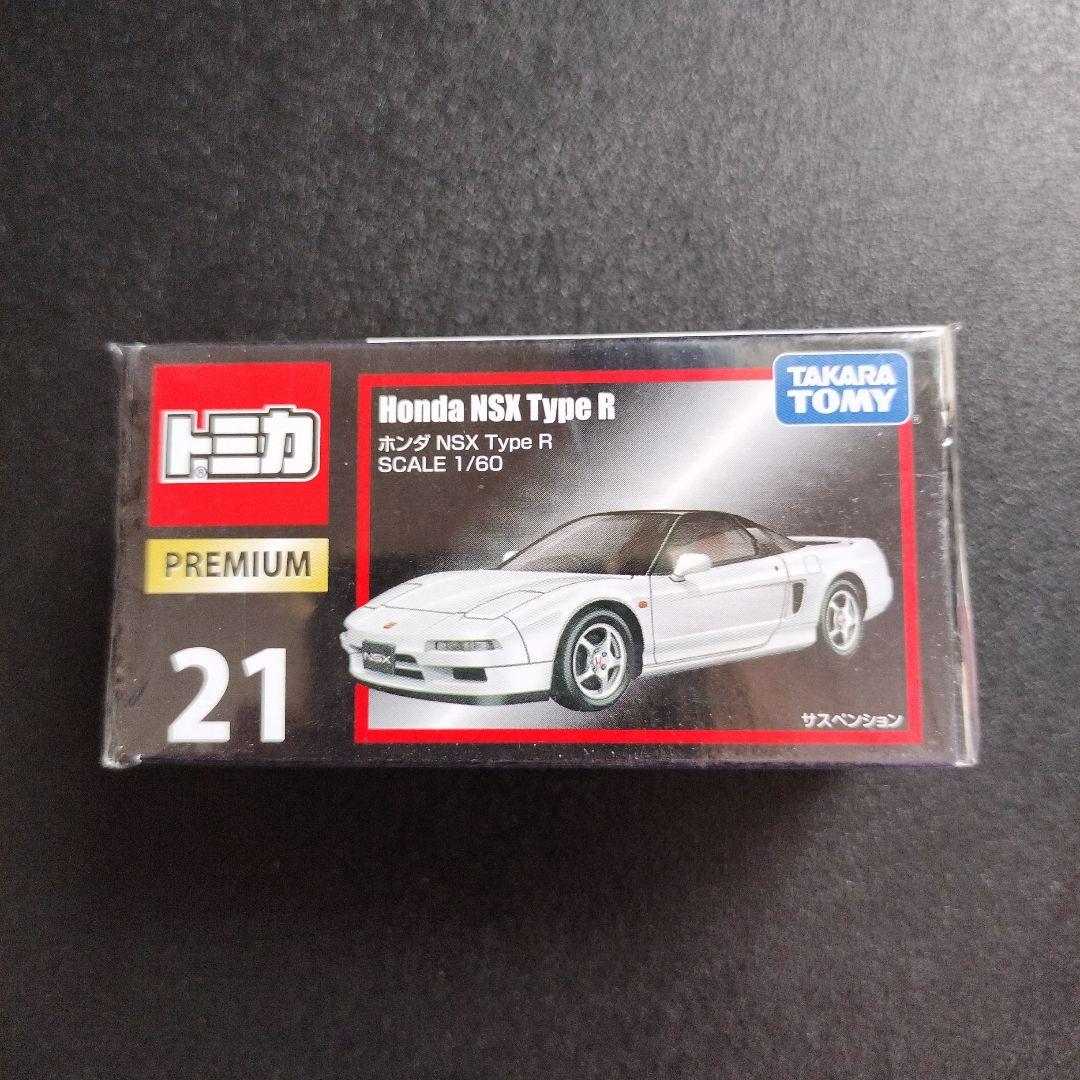 トミカ®
PREMIUM
21
Honda NSX Type R
ホンダ NSX Type R
SCALE 1/60
TAKARA
TOMY®
NSX
サスペンション